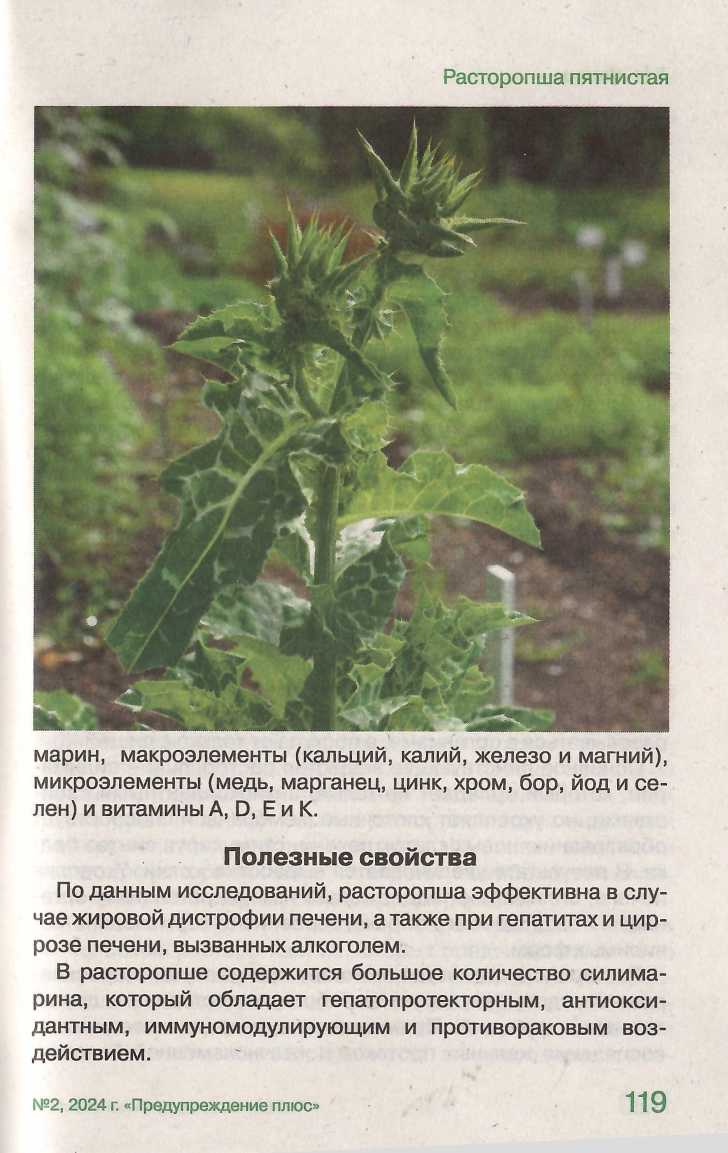 Расторопша пятнистая
марин, макроэлементы (кальций, калий, железо и магний),
микроэлементы (медь, марганец, цинк, хром, бор, йод и се-
лен) и витамины A, D, E и К.
Полезные свойства
По данным исследований, расторопша эффективна в слу-
чае жировой дистрофии печени, а также при гепатитах и цир-
розе печени, вызванных алкоголем.
В расторопше содержится большое количество силима-
рина, который обладает гепатопротекторным, антиокси-
дантным, иммуномодулирующим и противораковым воз-
действием.
№2, 2024 г. «Предупреждение плюс»
119